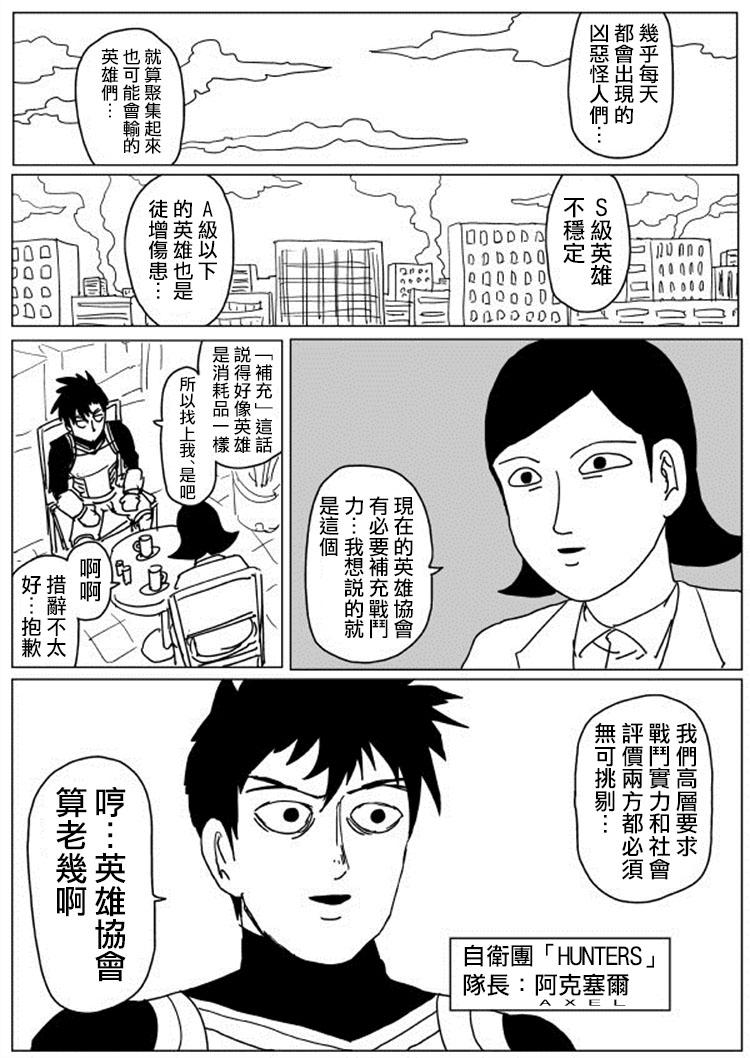 幾乎每天
都會出現的
凶惡怪人們…
就算聚集起來
也可能會輸的
英雄們…
S級英雄
不穩定
A級以下
的英雄也是
徒增傷患…
現在的英雄協會
有必要補充戰鬥
力…我想說的就
是這個
「補充」這話
說得好像英雄
是消耗品一樣
所以找上我、是吧
啊啊
措辭不太
好…抱歉
我們高層要求
戰鬥實力和社會
評價兩方都必須
無可挑剔…
哼…英雄協會
算老幾啊
自衛團「HUNTERS」
隊長：阿克塞爾
AXEL